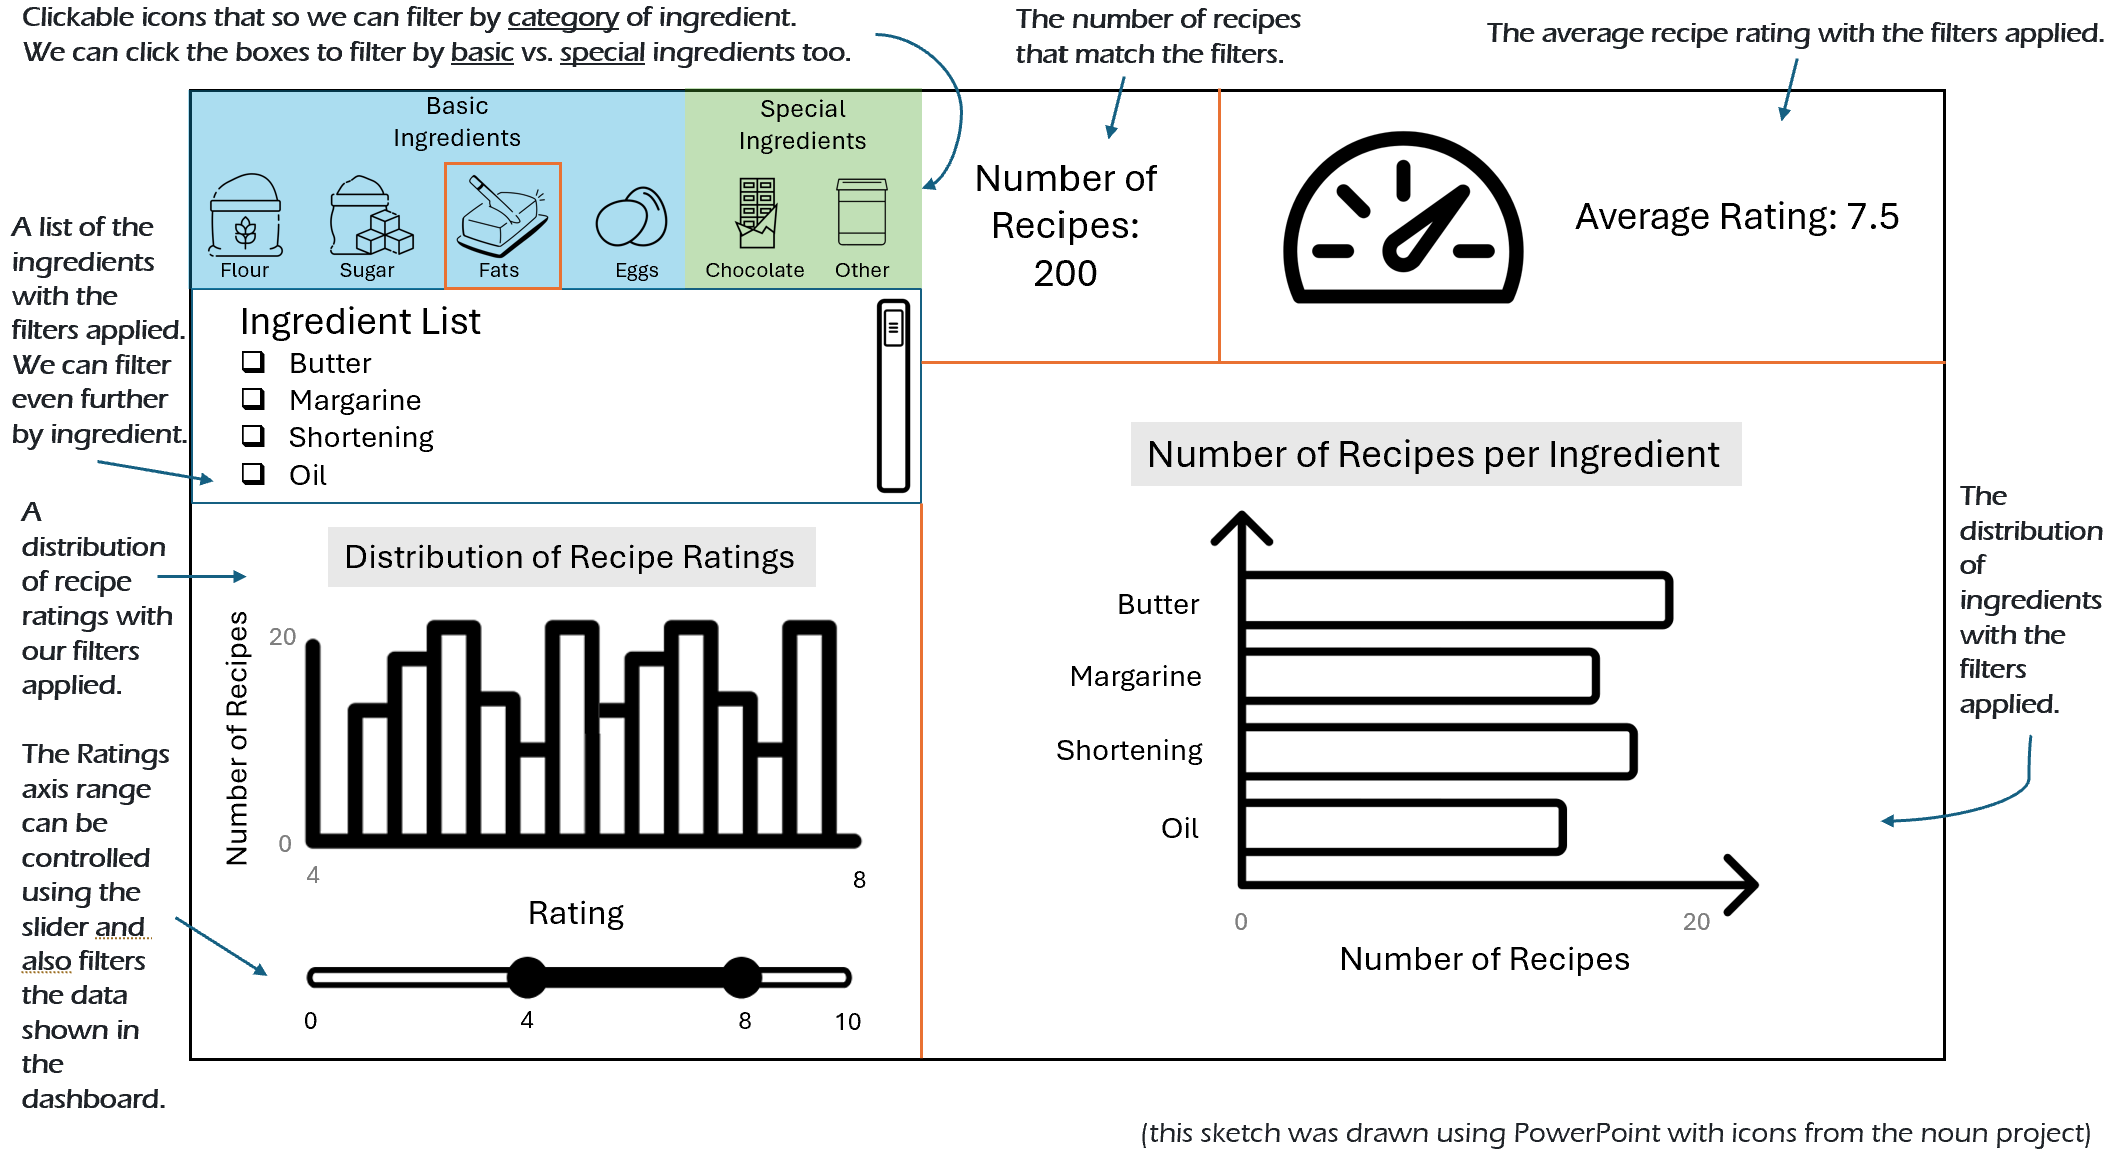 Clickable icons that so we can filter by category of ingredient.
We can click the boxes to filter by basic vs. special ingredients too.
The number of recipes
that match the filters.
The average recipe rating with the filters applied.
Basic
Ingredients
Special
Ingredients
Flour
Sugar
Fats
Eggs
Chocolate
Other
Number of
Recipes:
200
Average Rating: 7.5
A list of the
ingredients
with the
filters applied.
We can filter
even further
by ingredient.
Ingredient List
Butter
Margarine
Shortening
Oil
A
distribution
of recipe
ratings with
our filters
applied.
Distribution of Recipe Ratings
Number of Recipes
20
0
4
8
Rating
0
4
8
10
The Ratings
axis range
can be
controlled
using the
slider and
also filters
the data
shown in
the
dashboard.
Number of Recipes per Ingredient
Butter
Margarine
Shortening
Oil
0
20
Number of Recipes
The
distribution
of
ingredients
with the
filters
applied.
(this sketch was drawn using PowerPoint with icons from the noun project)